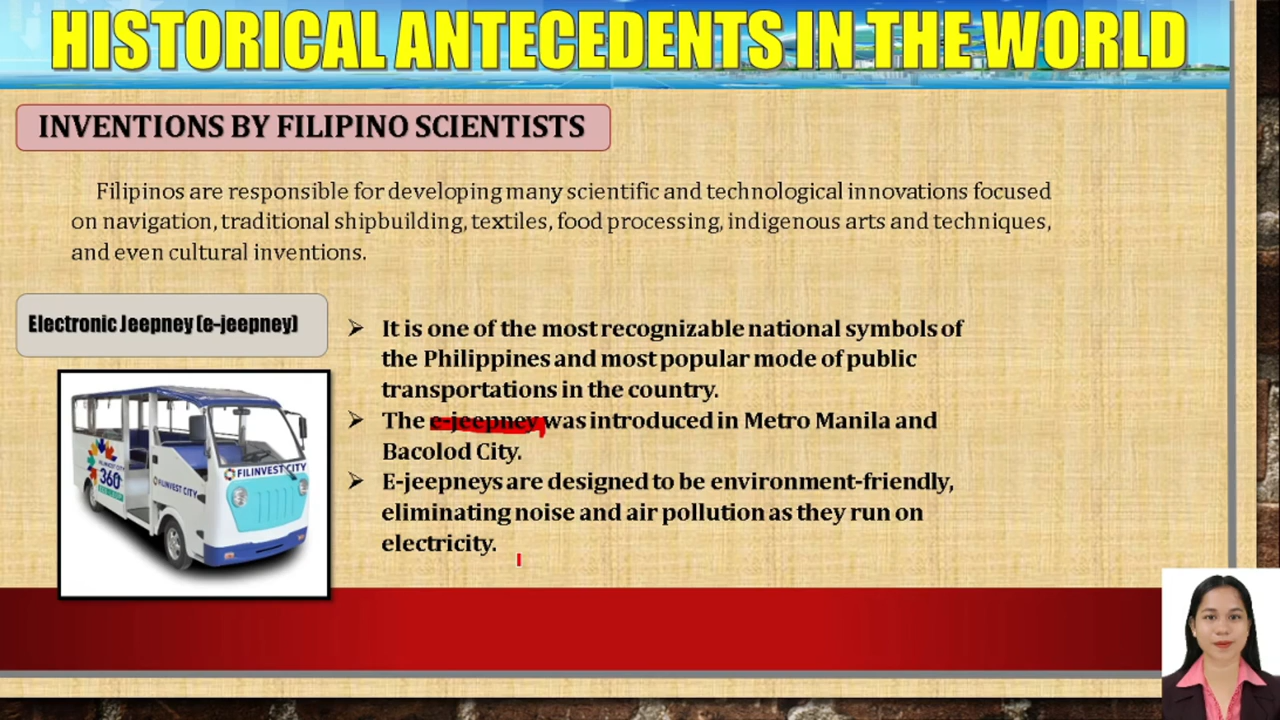 HISTORICAL ANTECEDENTS IN THE WORLD
INVENTIONS BY FILIPINO SCIENTISTS
Filipinos are responsible for developing many scientific and technological innovations focused
on navigation, traditional shipbuilding, textiles, food processing, indigenous arts and techniques,
and even cultural inventions.
Electronic Jeepney (e-jeepney)
It is one of the most recognizable national symbols of
the Philippines and most popular mode of public
transportations in the country.
The e-jeepney was introduced in Metro Manila and
Bacolod City.
E-jeepneys are designed to be environment-friendly,
eliminating noise and air pollution as they run on
electricity.
FILINVEST CITY
FILINVEST CITY
360
FILINVEST CITY